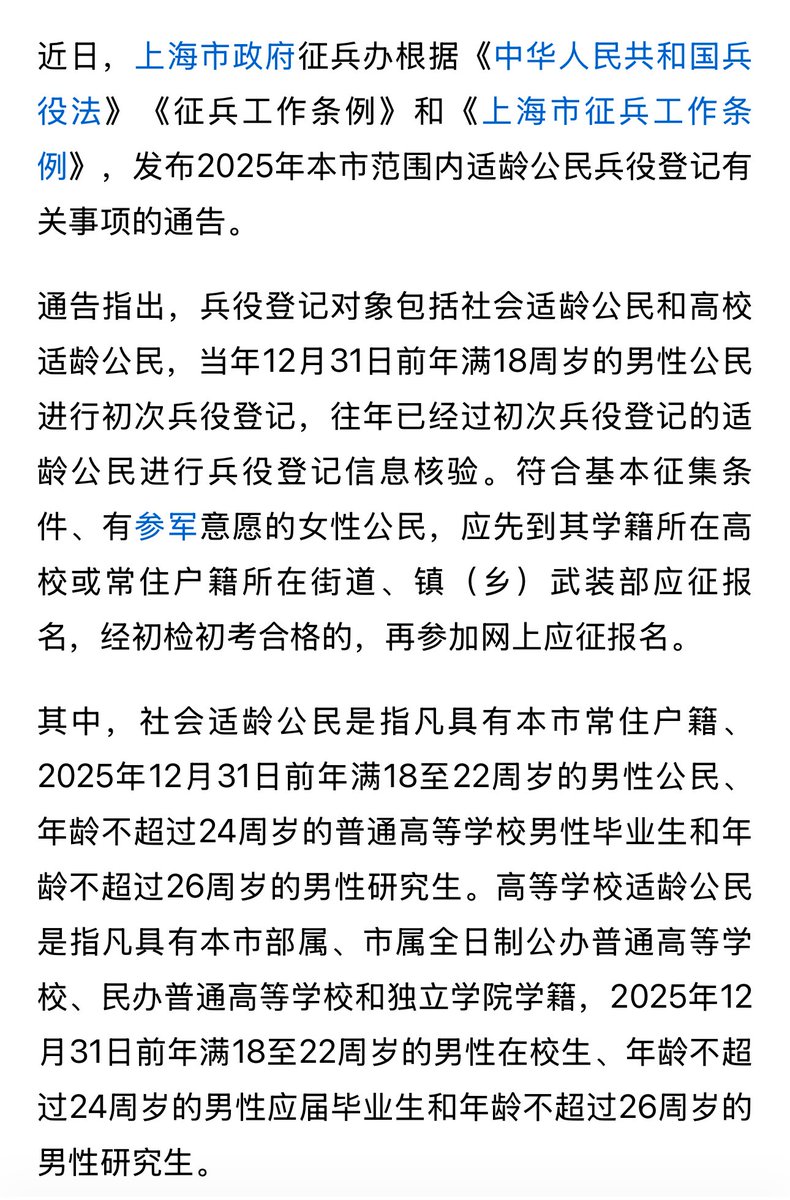 近日，上海市政府征兵办根据《中华人民共和国兵
役法》《征兵工作条例》和《上海市征兵工作条
例》，发布2025年本市范围内适龄公民兵役登记有
关事项的通告。
通告指出，兵役登记对象包括社会适龄公民和高校
适龄公民，当年12月31日前年满18周岁的男性公民
进行初次兵役登记，往年已经过初次兵役登记的适
龄公民进行兵役登记信息核验。符合基本征集条
件、有参军意愿的女性公民，应先到其学籍所在高
校或常住户籍所在街道、镇（乡）武装部应征报
名，经初检初考合格的，再参加网上应征报名。
其中，社会适龄公民是指凡具有本市常住户籍、
2025年12月31日前年满18至22周岁的男性公民、
年龄不超过24周岁的普通高等学校男性毕业生和年
龄不超过26周岁的男性研究生。高等学校适龄公民
是指凡具有本市部属、市属全日制公办普通高等学
校、民办普通高等学校和独立学院学籍，2025年12
月31日前年满18至22周岁的男性在校生、年龄不超
过24周岁的男性应届毕业生和年龄不超过26周岁的
男性研究生。